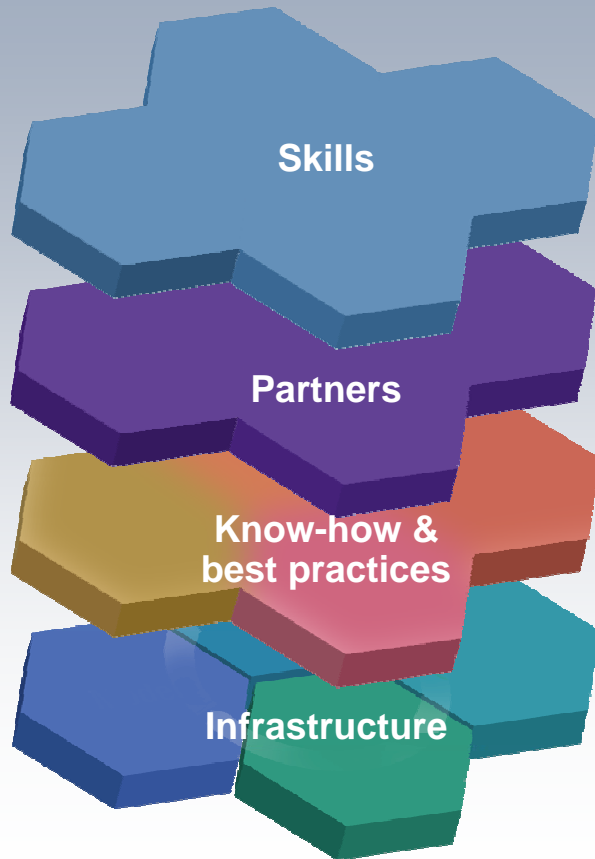 Skills
Partners
Know-how &
best practices
Infrastructure